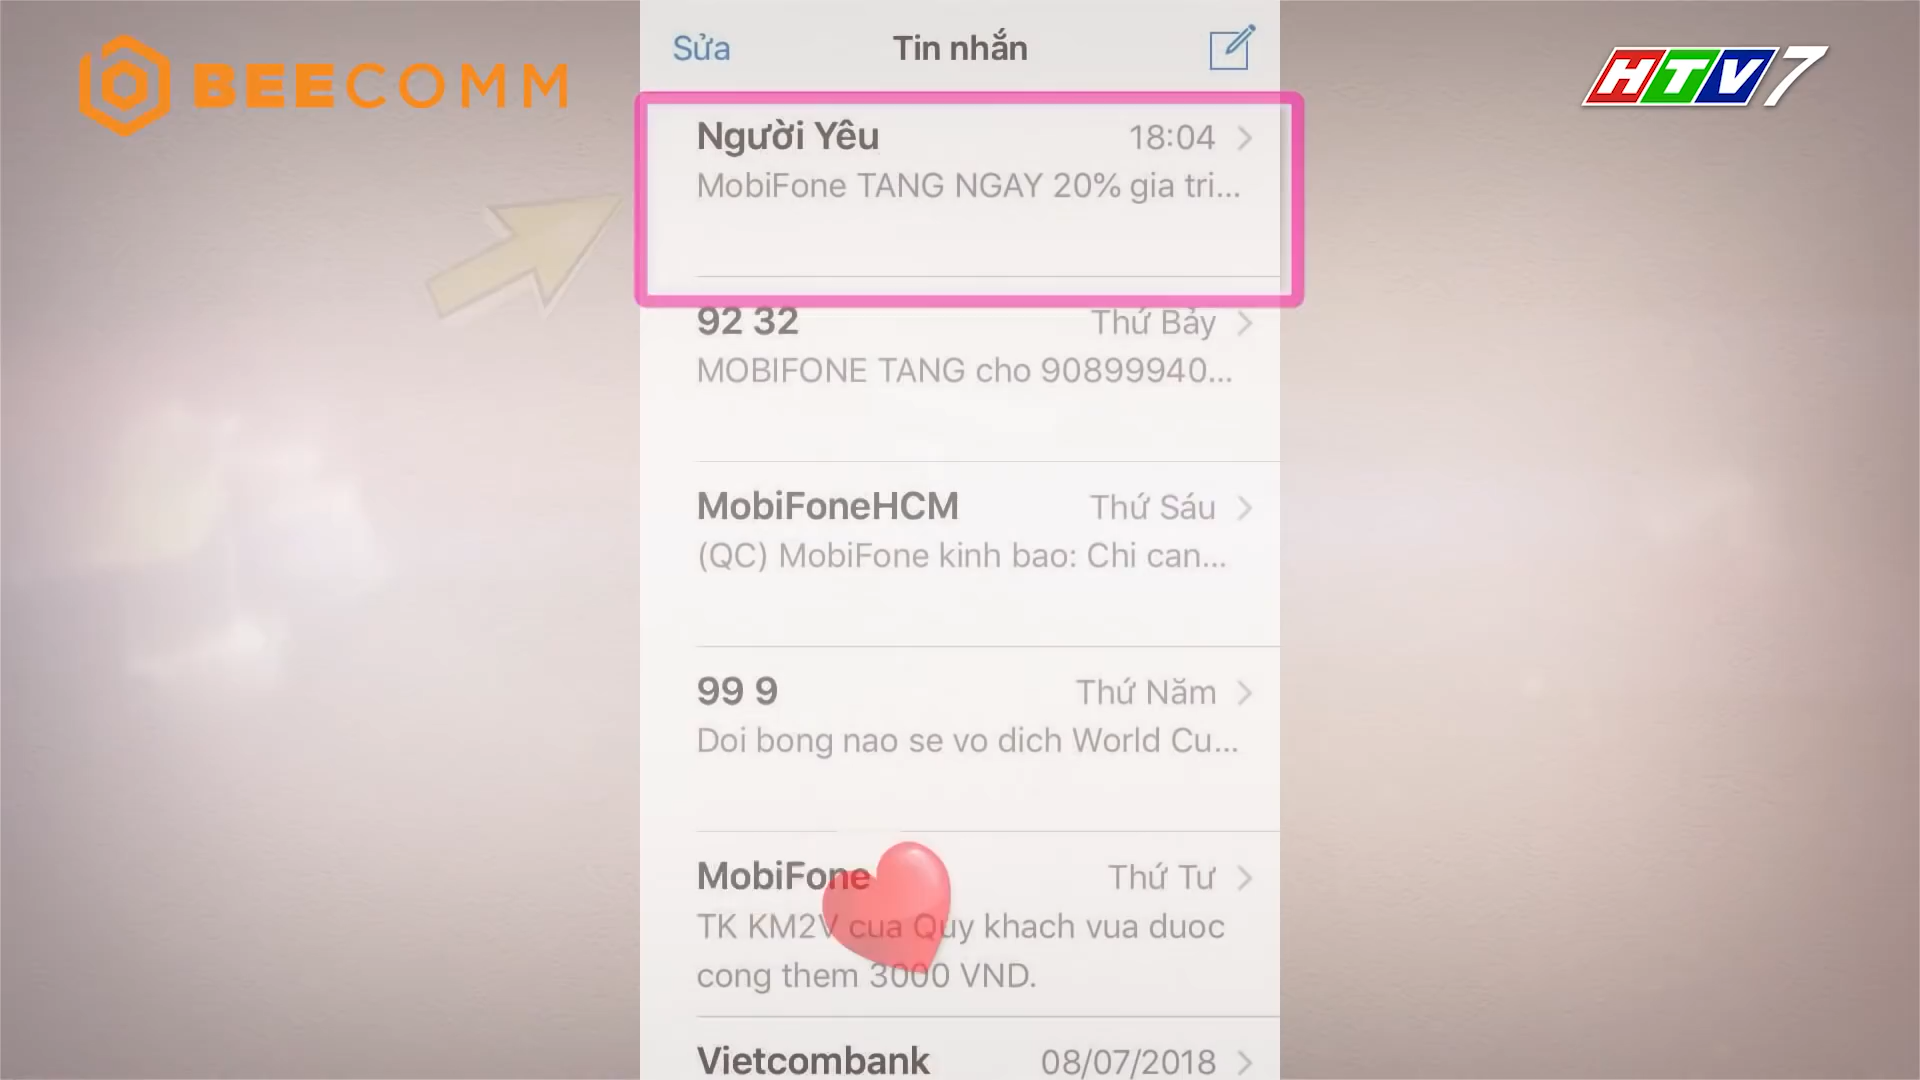 BEECOMM
HTV7
Sửa
Tin nhắn
Người Yêu
18:04
MobiFone TANG NGAY 20% gia tri...
92 32
Thứ Bảy
MOBIFONE TANG cho 90899940...
MobiFoneHCM
Thứ Sáu
(QC) MobiFone kinh bao: Chi can...
99 9
Thứ Năm
Doi bong nao se vo dich World Cu...
MobiFone
Thứ Tư
TK KM2V cua Quy khach vua duoc
cong them 3000 VND.
Vietcombank
08/07/2018